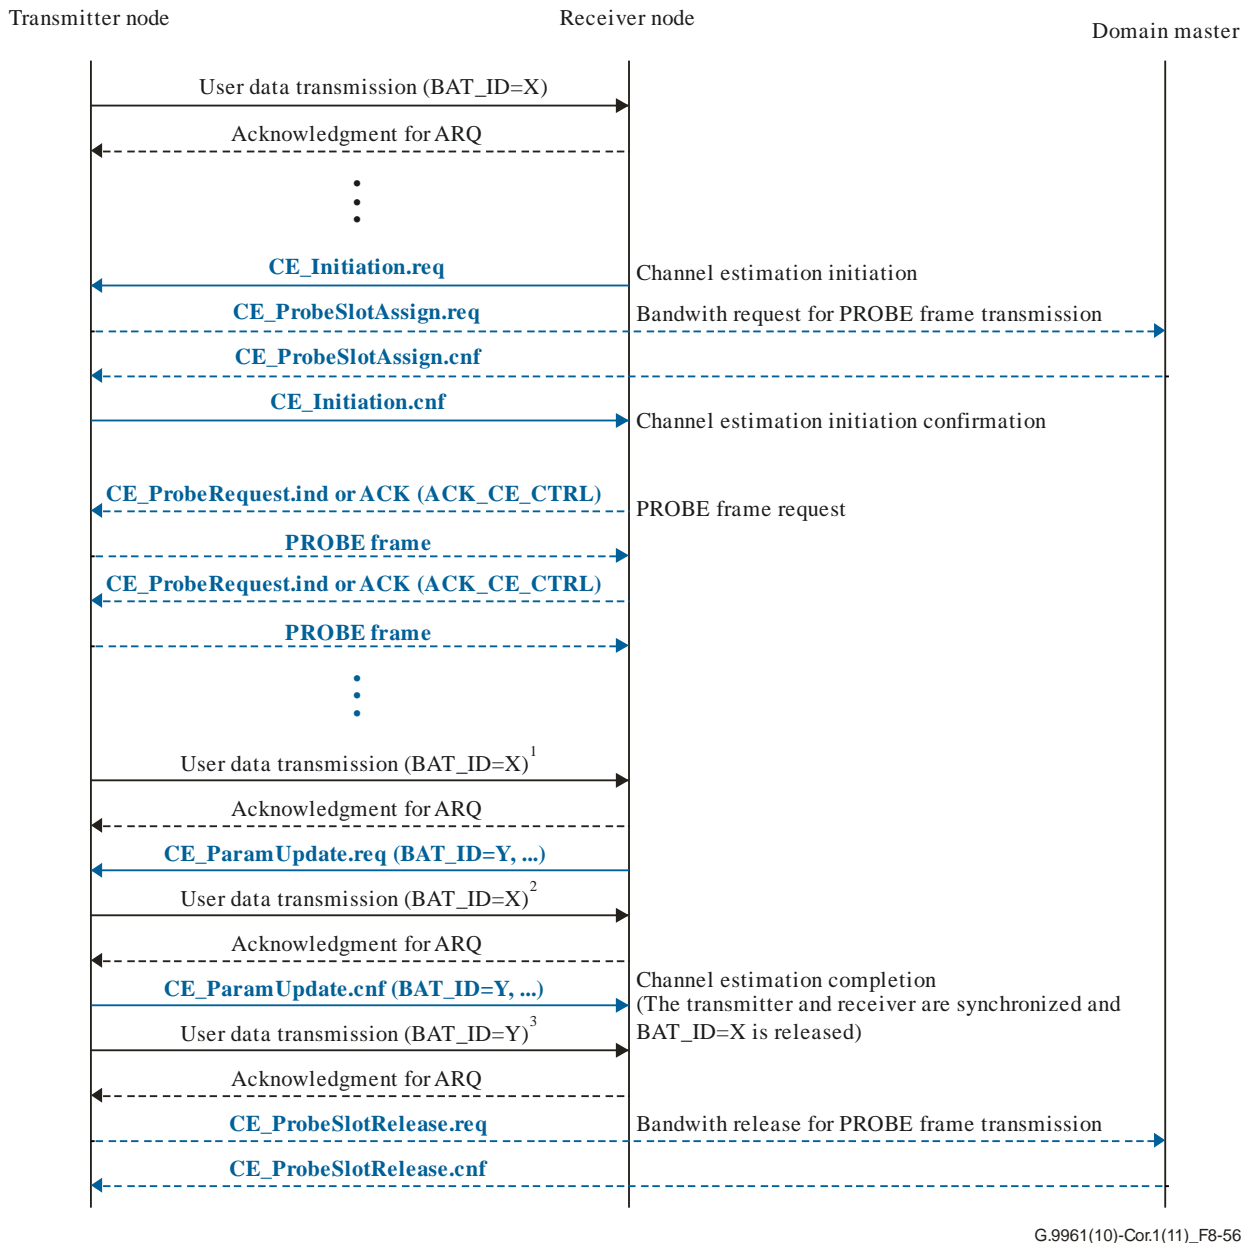 Transmitter node
Receiver node
Domain master
User data transmission (BAT_ID=X)
Acknowledgment for ARQ
CE_Initiation.req
Channel estimation initiation
CE_ProbeSlotAssign.req
Bandwith request for PROBE frame transmission
CE_ProbeSlotAssign.cnf
CE_Initiation.cnf
Channel estimation initiation confirmation
CE_ProbeRequest.ind or ACK (ACK_CE_CTRL)
PROBE frame request
PROBE frame
CE_ProbeRequest.ind or ACK (ACK_CE_CTRL)
PROBE frame
User data transmission (BAT_ID=X)1
Acknowledgment for ARQ
CE_ParamUpdate.req (BAT_ID=Y, ...)
User data transmission (BAT_ID=X)2
Acknowledgment for ARQ
CE_ParamUpdate.cnf (BAT_ID=Y, ...)
Channel estimation completion
(The transmitter and receiver are synchronized and
BAT_ID=X is released)
User data transmission (BAT_ID=Y)3
Acknowledgment for ARQ
CE_ProbeSlotRelease.req
Bandwith release for PROBE frame transmission
CE_ProbeSlotRelease.cnf
G.9961(10)-Cor.1(11)_F8-56